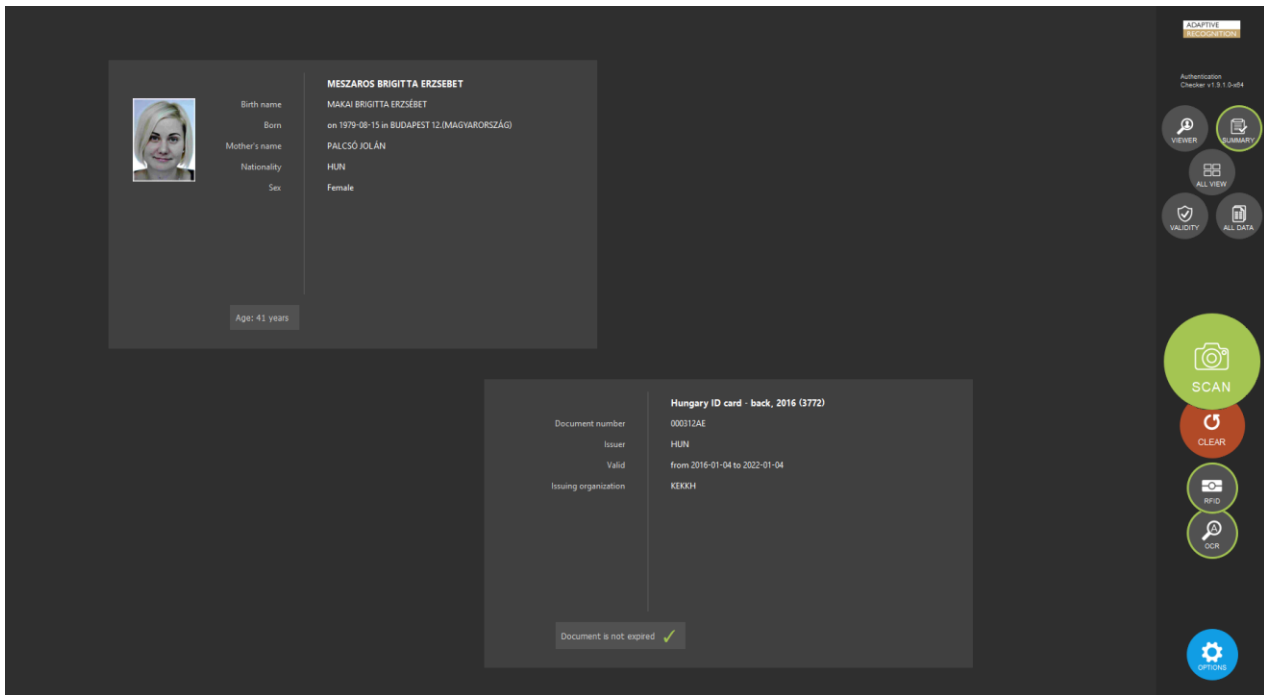 ADAPTIVE
RECOGNITION
Authentication
Checker v1.9.1.0-x64
MESZAROS BRIGITTA ERZSEBET
Birth name MAKAI BRIGITTA ERZSÉBET
Born on 1979-08-15 in BUDAPEST 12.(MAGYARORSZÁG)
Mother's name PALCSÓ JOLÁN
Nationality HUN
Sex Female
Age: 41 years
Hungary ID card - back, 2016 (3772)
Document number 000312AE
Issuer HUN
Valid from 2016-01-04 to 2022-01-04
Issuing organization KEKKH
Document is not expired
VIEWER
SUMMARY
ALL VIEW
VALIDITY
ALL DATA
SCAN
CLEAR
RFID
OCR
OPTIONS